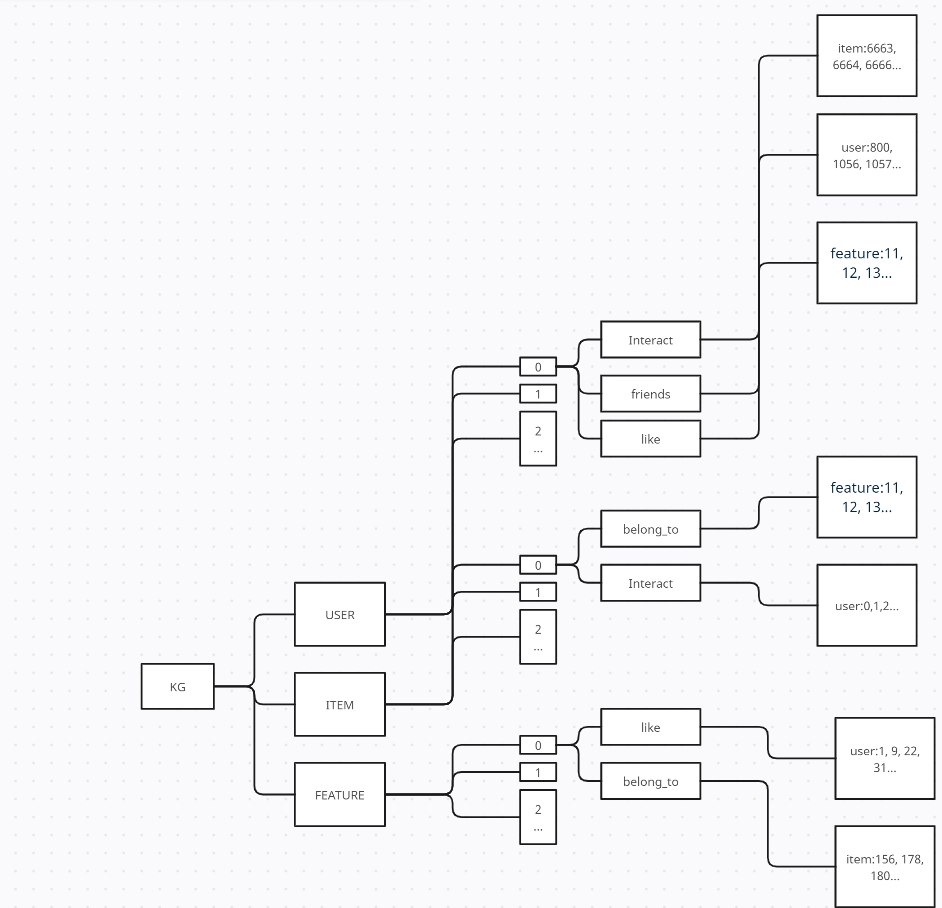 item:6663,
6664, 6666...
user:800,
1056, 1057...
feature:11,
12, 13...
Interact
0
friends
1
like
2
...
feature:11,
12, 13...
belong_to
0
Interact
1
user:0,1,2...
USER
2
...
KG
ITEM
like
0
user:1, 9, 22,
31...
1
belong_to
FEATURE
2
...
item:156, 178,
180...